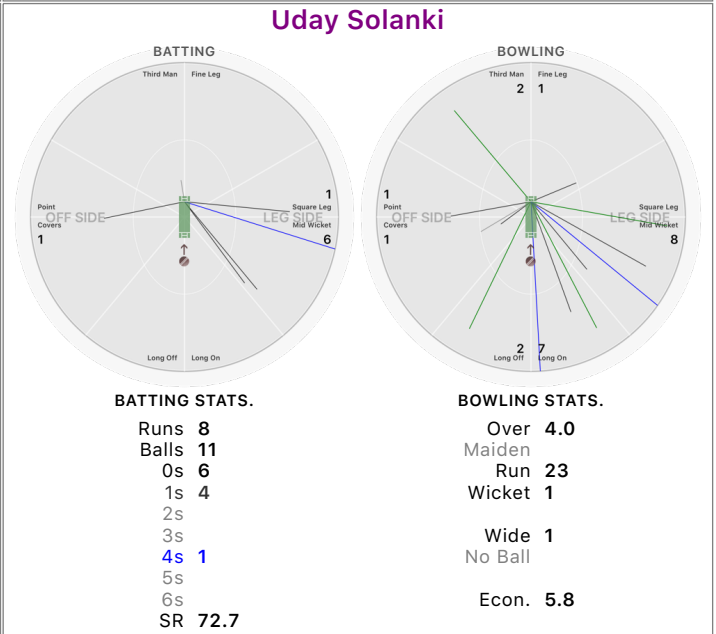 Uday Solanki
BATTING
Third Man Fine Leg
1
Point Square Leg
OFF SIDE LEG SIDE
Covers Mid Wicket
1 6
Long Off Long On
BOWLING
Third Man Fine Leg
2 1
1
Point Square Leg
OFF SIDE LEG SIDE
Covers Mid Wicket
1 8
2 7
Long Off Long On
BATTING STATS.
Runs 8
Balls 11
0s 6
1s 4
2s
3s
4s 1
5s
6s
SR 72.7
BOWLING STATS.
Over 4.0
Maiden
Run 23
Wicket 1
Wide 1
No Ball
Econ. 5.8